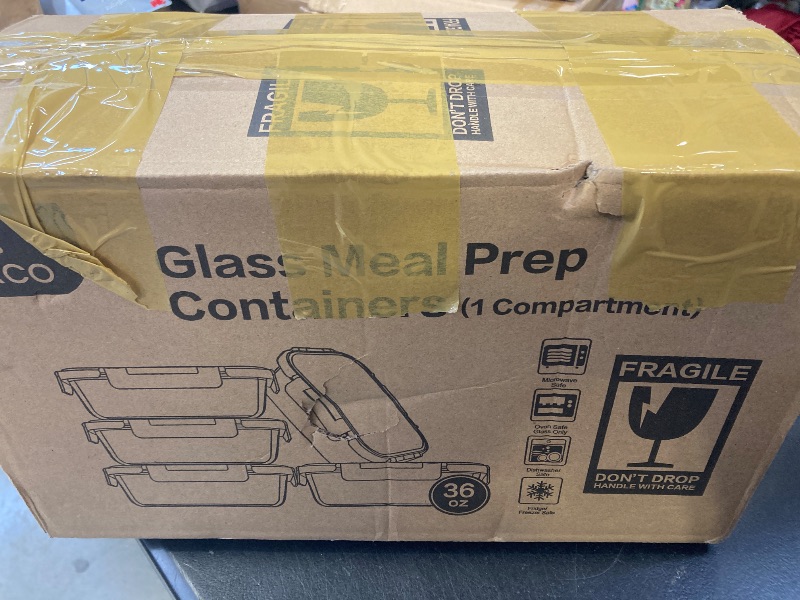 FRAGILE
DON'T DROP
HANDLE WITH CARE
CO
Glass Meal Prep
Containers (1 Compartment)
Microwave
Safe
Oven Safe
Glass Only
Dishwasher
Safe
Fridge/
Freezer Safe
36
OZ
FRAGILE
DON'T DROP
HANDLE WITH CARE